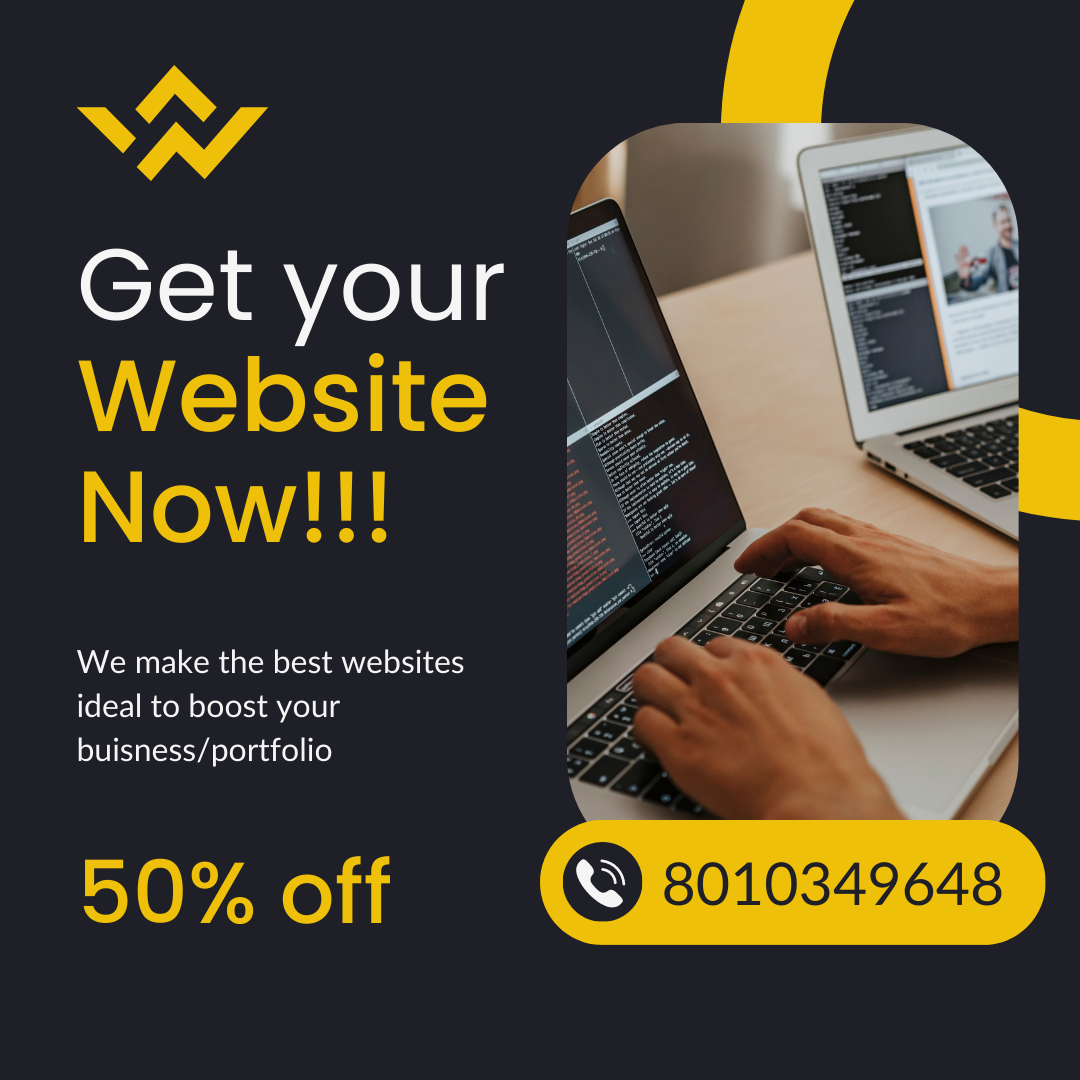 Get your
Website
Now!!!
We make the best websites
ideal to boost your
buisness/portfolio
50% off
8010349648